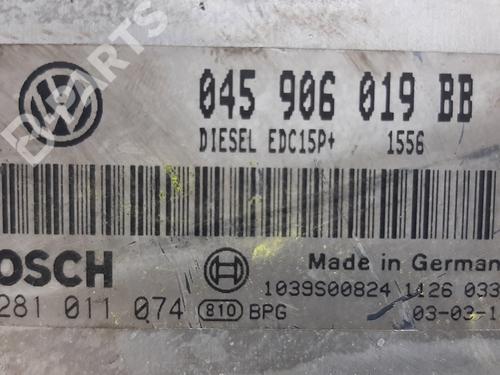 045 906 019 BB
DIESEL EDC15P+ 1556
OSCH
Made in German
281 011 074 810 BPG
1039S00824 1426 033
03-03-1